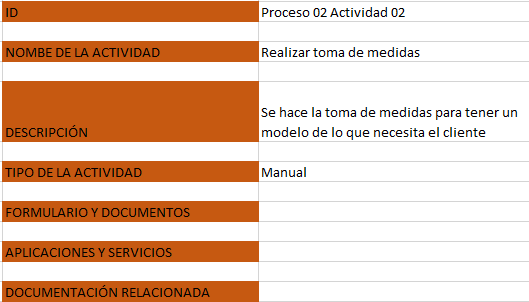 ID Proceso 02 Actividad 02
NOMBE DE LA ACTIVIDAD Realizar toma de medidas
Se hace la toma de medidas para tener un
DESCRIPCIÓN modelo de lo que necesita el cliente
TIPO DE LA ACTIVIDAD Manual
FORMULARIO Y DOCUMENTOS
APLICACIONES Y SERVICIOS
DOCUMENTACIÓN RELACIONADA